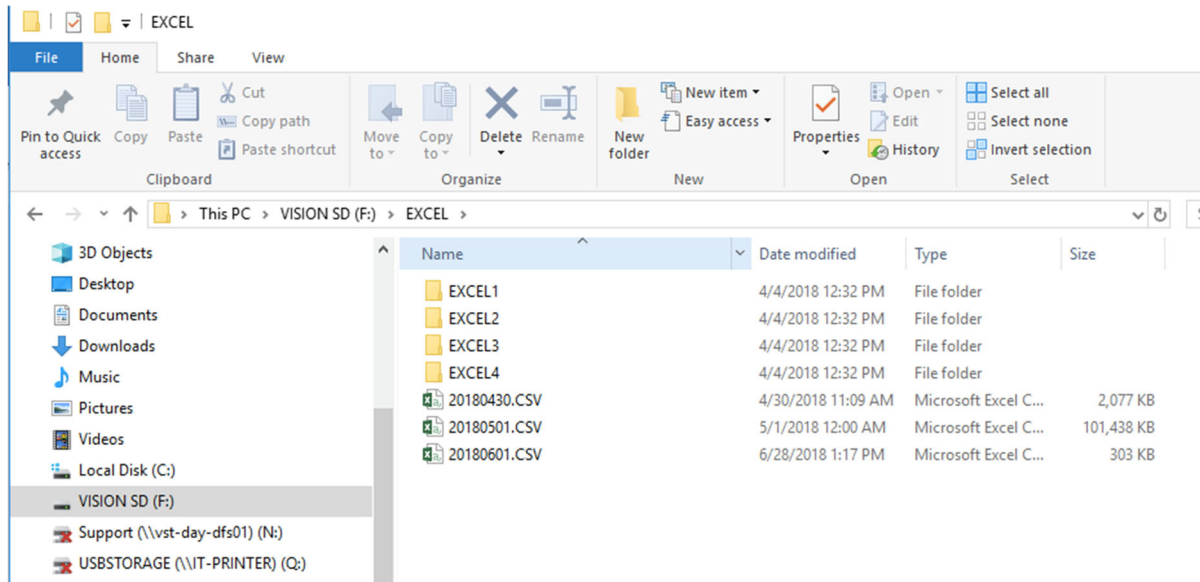 EXCEL
File Home Share View
Pin to Quick access
Copy
Paste
Cut
Copy path
Paste shortcut
Clipboard
Move to
Copy to
Delete
Rename
Organize
New folder
New item
Easy access
New
Properties
Open
Edit
History
Open
Select all
Select none
Invert selection
Select
This PC > VISION SD (F:) > EXCEL >
3D Objects
Desktop
Documents
Downloads
Music
Pictures
Videos
Local Disk (C:)
VISION SD (F:)
Support (\\vst-day-dfs01) (N:)
USBSTORAGE (\\IT-PRINTER) (Q:)
Name Date modified Type Size
EXCEL1 4/4/2018 12:32 PM File folder
EXCEL2 4/4/2018 12:32 PM File folder
EXCEL3 4/4/2018 12:32 PM File folder
EXCEL4 4/4/2018 12:32 PM File folder
20180430.CSV 4/30/2018 11:09 AM Microsoft Excel C... 2,077 KB
20180501.CSV 5/1/2018 12:00 AM Microsoft Excel C... 101,438 KB
20180601.CSV 6/28/2018 1:17 PM Microsoft Excel C... 303 KB